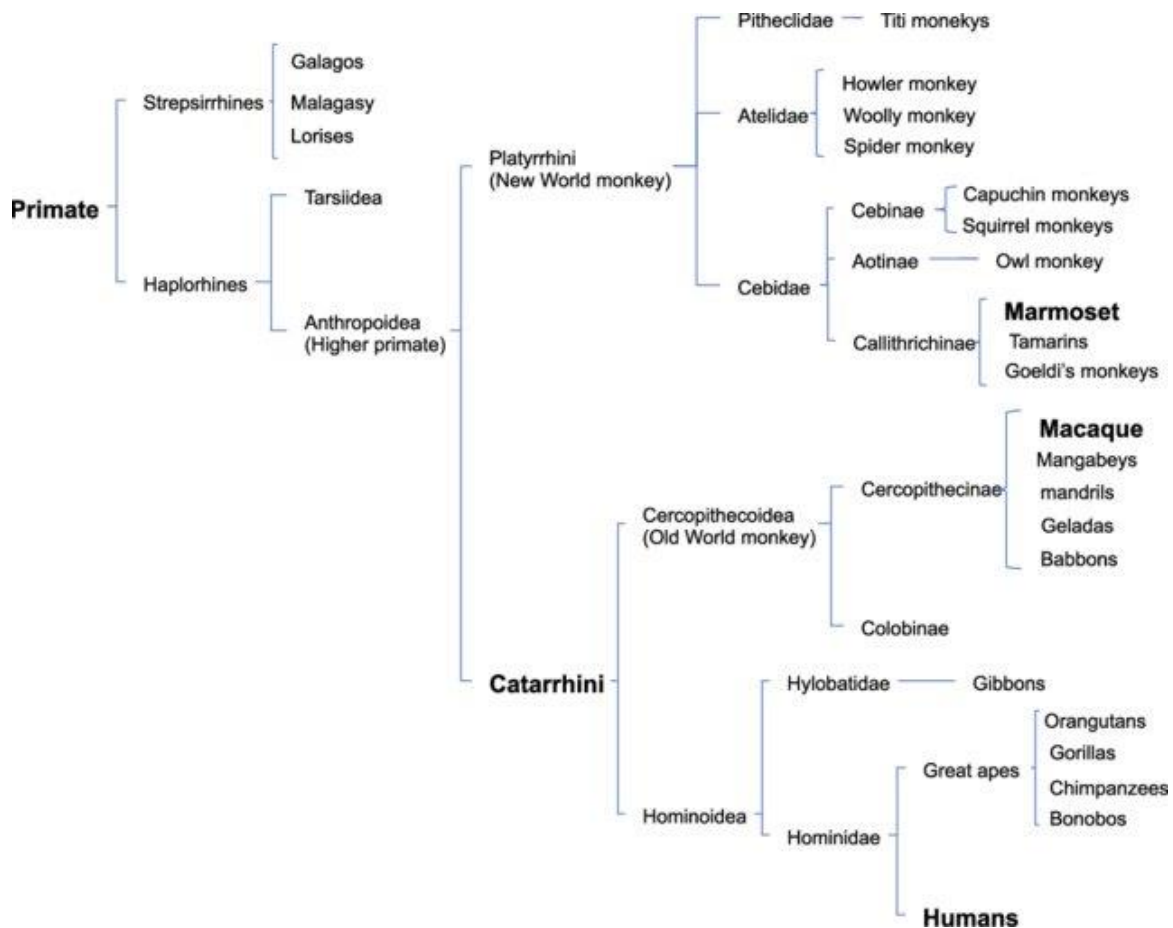 Primate
Strepsirrhines
Galagos
Malagasy
Lorises
Haplorhines
Tarsiidea
Anthropoidea
(Higher primate)
Platyrrhini
(New World monkey)
Pitheclidae
Titi monekys
Atelidae
Howler monkey
Woolly monkey
Spider monkey
Cebidae
Cebinae
Capuchin monkeys
Squirrel monkeys
Aotinae
Owl monkey
Callithrichinae
Marmoset
Tamarins
Goeldi's monkeys
Catarrhini
Cercopithecoidea
(Old World monkey)
Cercopithecinae
Macaque
Mangabeys
mandrils
Geladas
Babbons
Colobinae
Hominoidea
Hylobatidae
Gibbons
Hominidae
Great apes
Orangutans
Gorillas
Chimpanzees
Bonobos
Humans